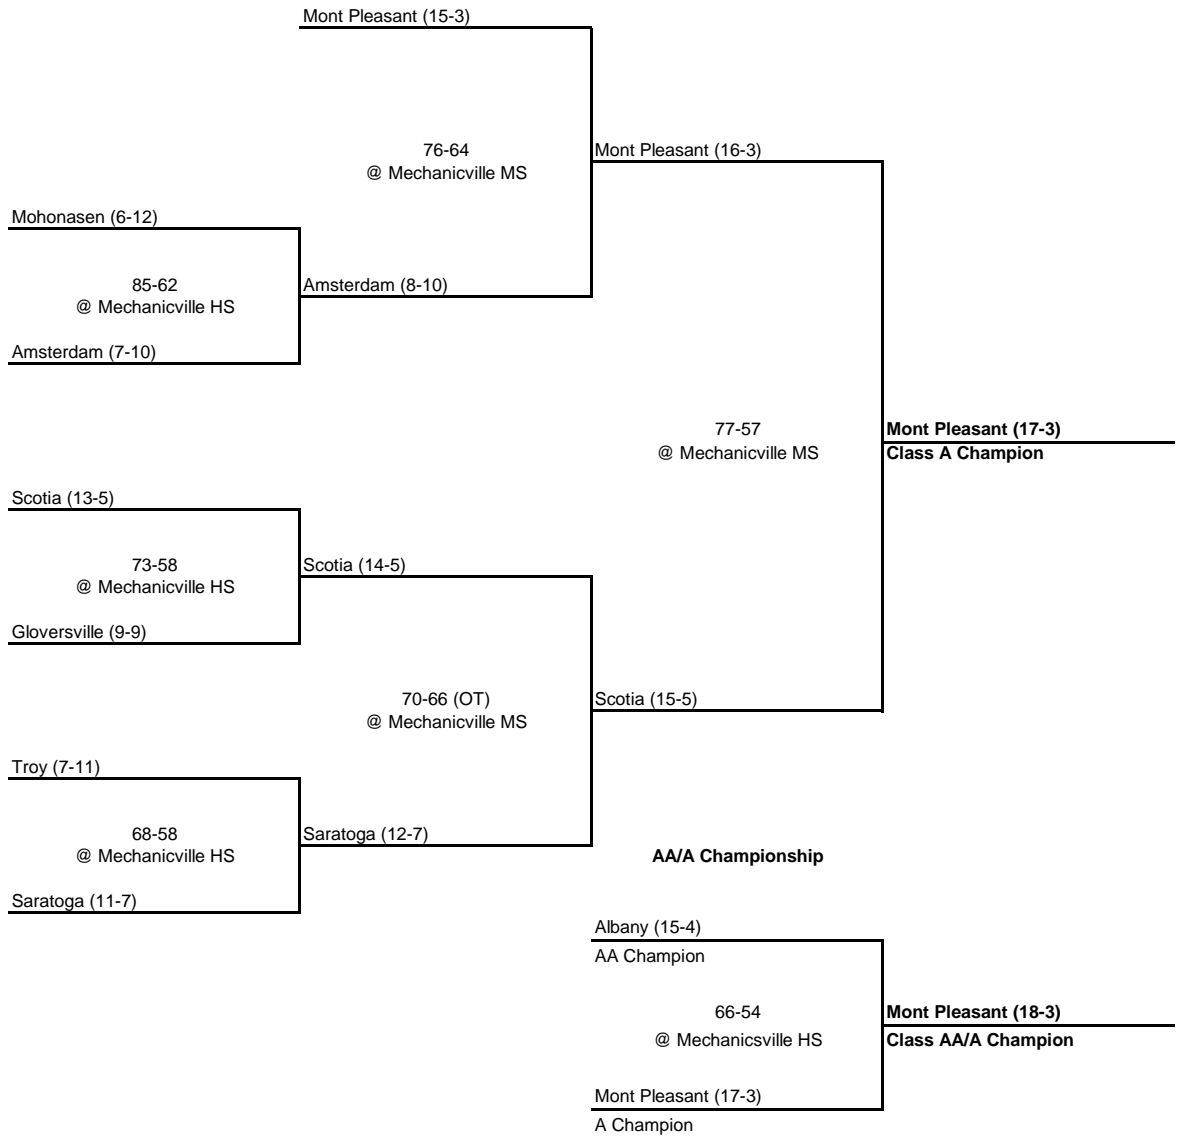 Mont Pleasant (15-3)
76-64
@ Mechanicville MS
Mont Pleasant (16-3)
Mohonasen (6-12)
85-62
@ Mechanicville HS
Amsterdam (8-10)
Amsterdam (7-10)
77-57
@ Mechanicville MS
Mont Pleasant (17-3)
Class A Champion
Scotia (13-5)
73-58
@ Mechanicville HS
Scotia (14-5)
Gloversville (9-9)
70-66 (OT)
@ Mechanicville MS
Scotia (15-5)
Troy (7-11)
68-58
@ Mechanicville HS
Saratoga (12-7)
Saratoga (11-7)
AA/A Championship
Albany (15-4)
AA Champion
66-54
@ Mechanicsville HS
Mont Pleasant (18-3)
Class AA/A Champion
Mont Pleasant (17-3)
A Champion